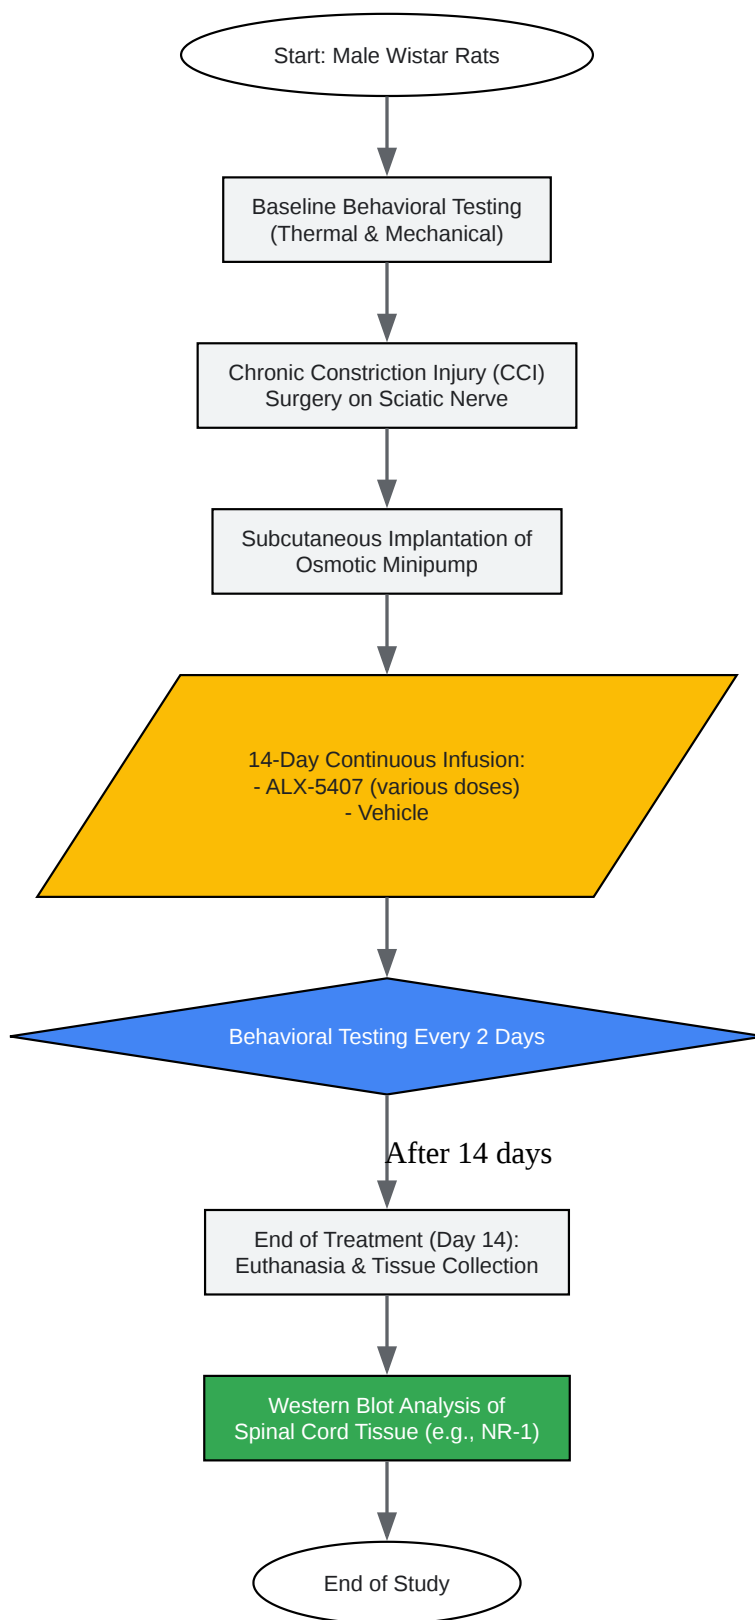 Start: Male Wistar Rats
Baseline Behavioral Testing
(Thermal & Mechanical)
Chronic Constriction Injury (CCI)
Surgery on Sciatic Nerve
Subcutaneous Implantation of
Osmotic Minipump
14-Day Continuous Infusion:
- ALX-5407 (various doses)
- Vehicle
Behavioral Testing Every 2 Days
After 14 days
End of Treatment (Day 14):
Euthanasia & Tissue Collection
Western Blot Analysis of
Spinal Cord Tissue (e.g., NR-1)
End of Study